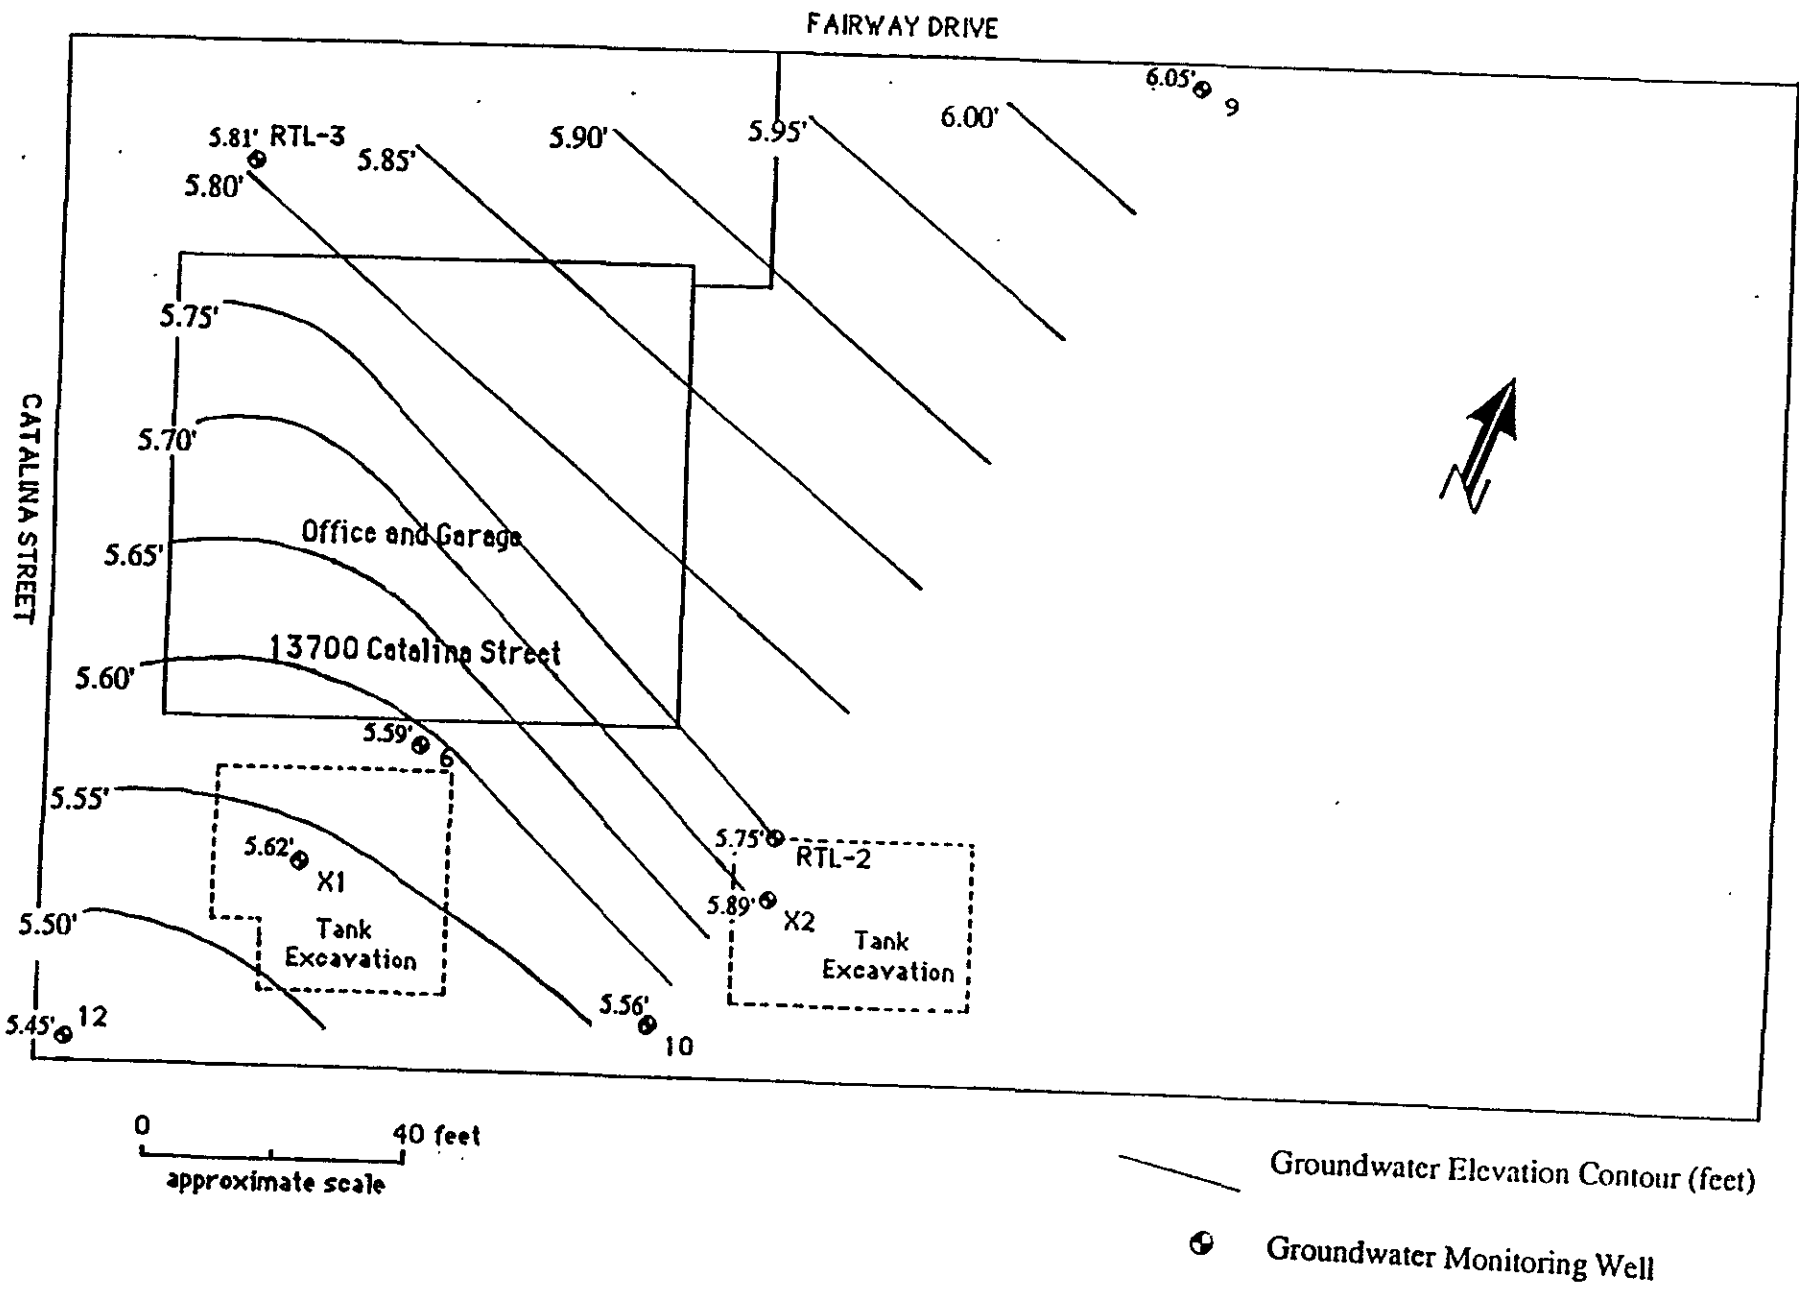 FAIRWAY DRIVE
6.05'
9
6.00'
5.95'
5.90'
5.81' RTL-3
5.85'
5.80'
5.75'
CATALINA STREET
5.70'
Office and Garage
5.65'
13700 Catalina Street
5.60'
5.59'
6
5.55'
5.62'
X1
5.75'
RTL-2
5.89'
X2
5.50'
Tank
Excavation
Tank
Excavation
5.45' 12
5.56'
10
N
0
40 feet
approximate scale
Groundwater Elevation Contour (feet)
Groundwater Monitoring Well